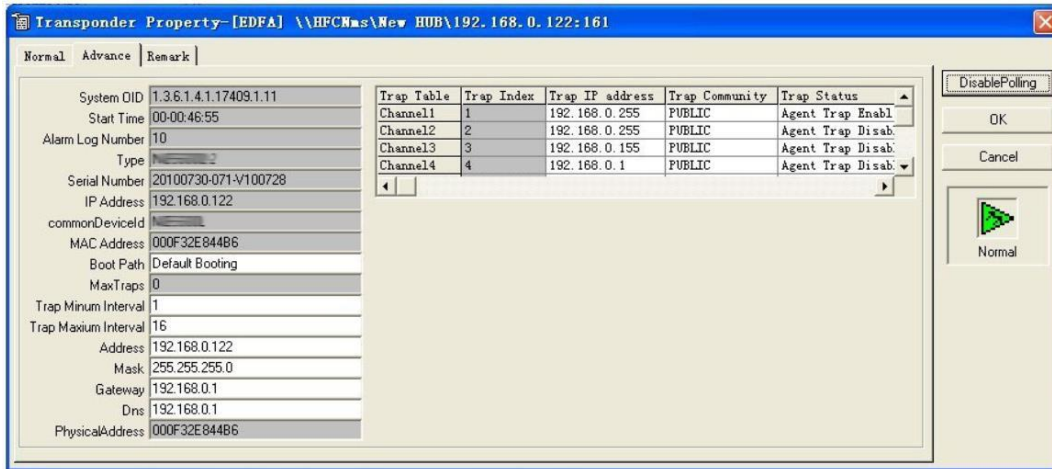 Transponder Property-[EDFA] \\HFCNms\New HUB\192.168.0.122:161
Normal Advance Remark
DisablePolling
OK
Cancel
Normal
System OID 1.3.6.1.4.1.17409.1.11
Start Time 00-00:46:55
Alarm Log Number 10
Type
Serial Number 20100730-071-V100728
IP Address 192.168.0.122
commonDeviceId
MAC Address 000F32E844B6
Boot Path Default Booting
MaxTraps 0
Trap Minum Interval 1
Trap Maxium Interval 16
Address 192.168.0.122
Mask 255.255.255.0
Gateway 192.168.0.1
Dns 192.168.0.1
PhysicalAddress 000F32E844B6
Trap Table Trap Index Trap IP address Trap Community Trap Status
Channel1 1 192.168.0.255 PUBLIC Agent Trap Enabl
Channel2 2 192.168.0.255 PUBLIC Agent Trap Disab
Channel3 3 192.168.0.155 PUBLIC Agent Trap Disab
Channel4 4 192.168.0.1 PUBLIC Agent Trap Disab